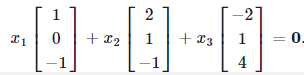 x₁ [1 0 −1] + x₂ [2 1 −1] + x₃ [−2 1 4] = 0.